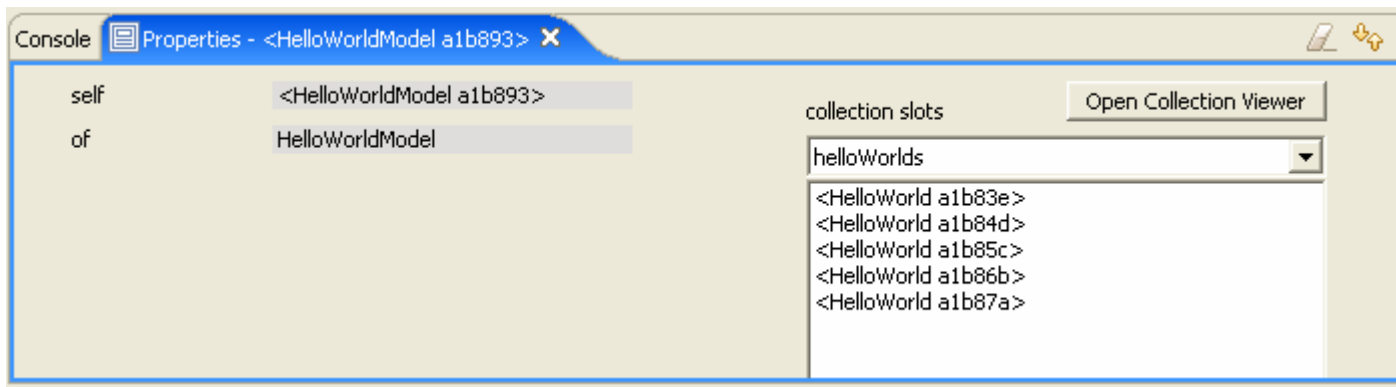 Console Properties - <HelloWorldModel a1b893>
self <HelloWorldModel a1b893>
of HelloWorldModel
collection slots Open Collection Viewer
helloWorlds
<HelloWorld a1b83e>
<HelloWorld a1b84d>
<HelloWorld a1b85c>
<HelloWorld a1b86b>
<HelloWorld a1b87a>